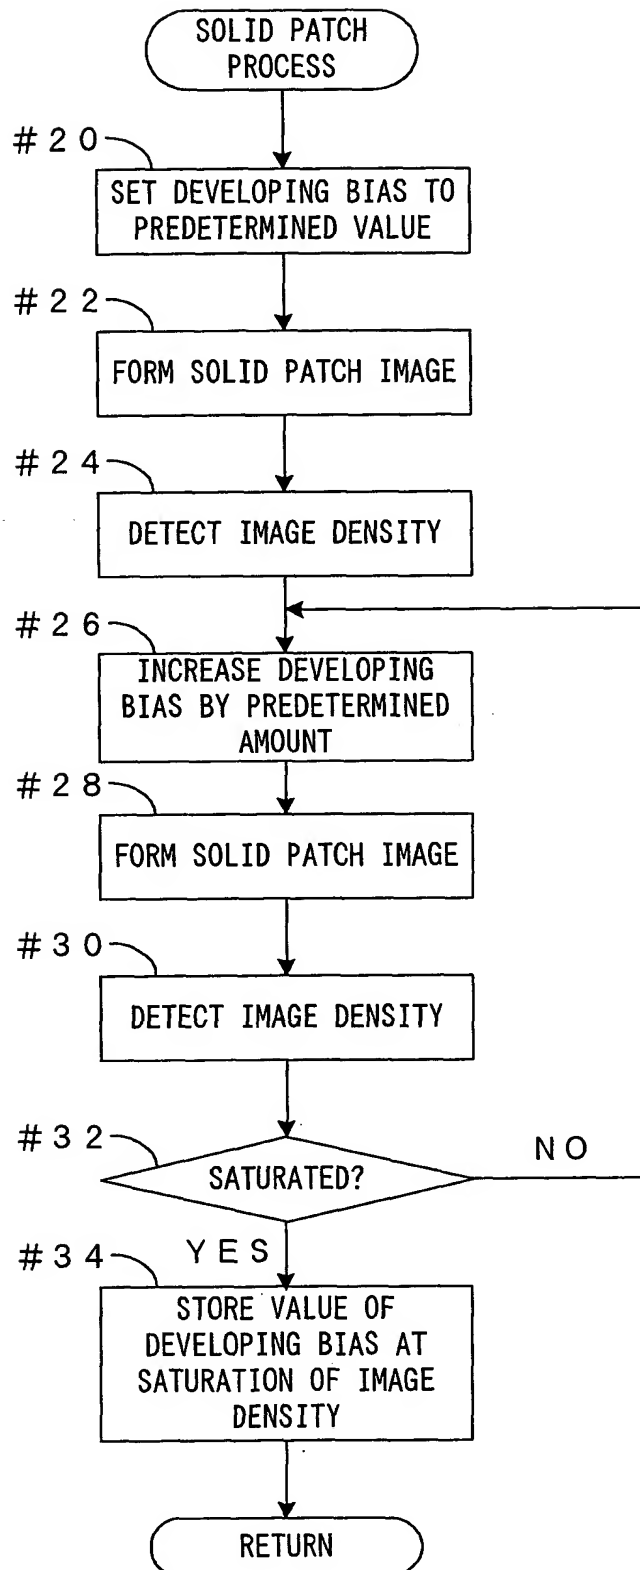 SOLID PATCH
PROCESS
#20
SET DEVELOPING BIAS TO
PREDETERMINED VALUE
#22
FORM SOLID PATCH IMAGE
#24
DETECT IMAGE DENSITY
#26
INCREASE DEVELOPING
BIAS BY PREDETERMINED
AMOUNT
#28
FORM SOLID PATCH IMAGE
#30
DETECT IMAGE DENSITY
#32
SATURATED?
NO
YES
#34
STORE VALUE OF
DEVELOPING BIAS AT
SATURATION OF IMAGE
DENSITY
RETURN